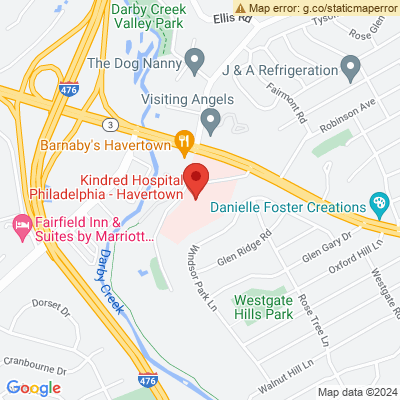 Darby Creek
Valley Park
Ellis Rd
Map error: g.co/staticmaperror
Tyson
Rose Glen
The Dog Nanny
J & A Refrigeration
476
Fairmont Rd
Visiting Angels
Robinson Ave
3
Barnaby's Havertown
Kindred Hospital
Philadelphia - Havertown
Danielle Foster Creations
Fairfield Inn &
Suites by Marriott...
Darby Creek
Windsor Park Ln
Glen Ridge Rd
Glen Gary Dr
Oxford Hill Ln
Westgate
Hills Park
Rose Tree Ln
Dorset Dr
Cranbourne Dr
476
Walnut Hill Ln
Google
Map data ©2024